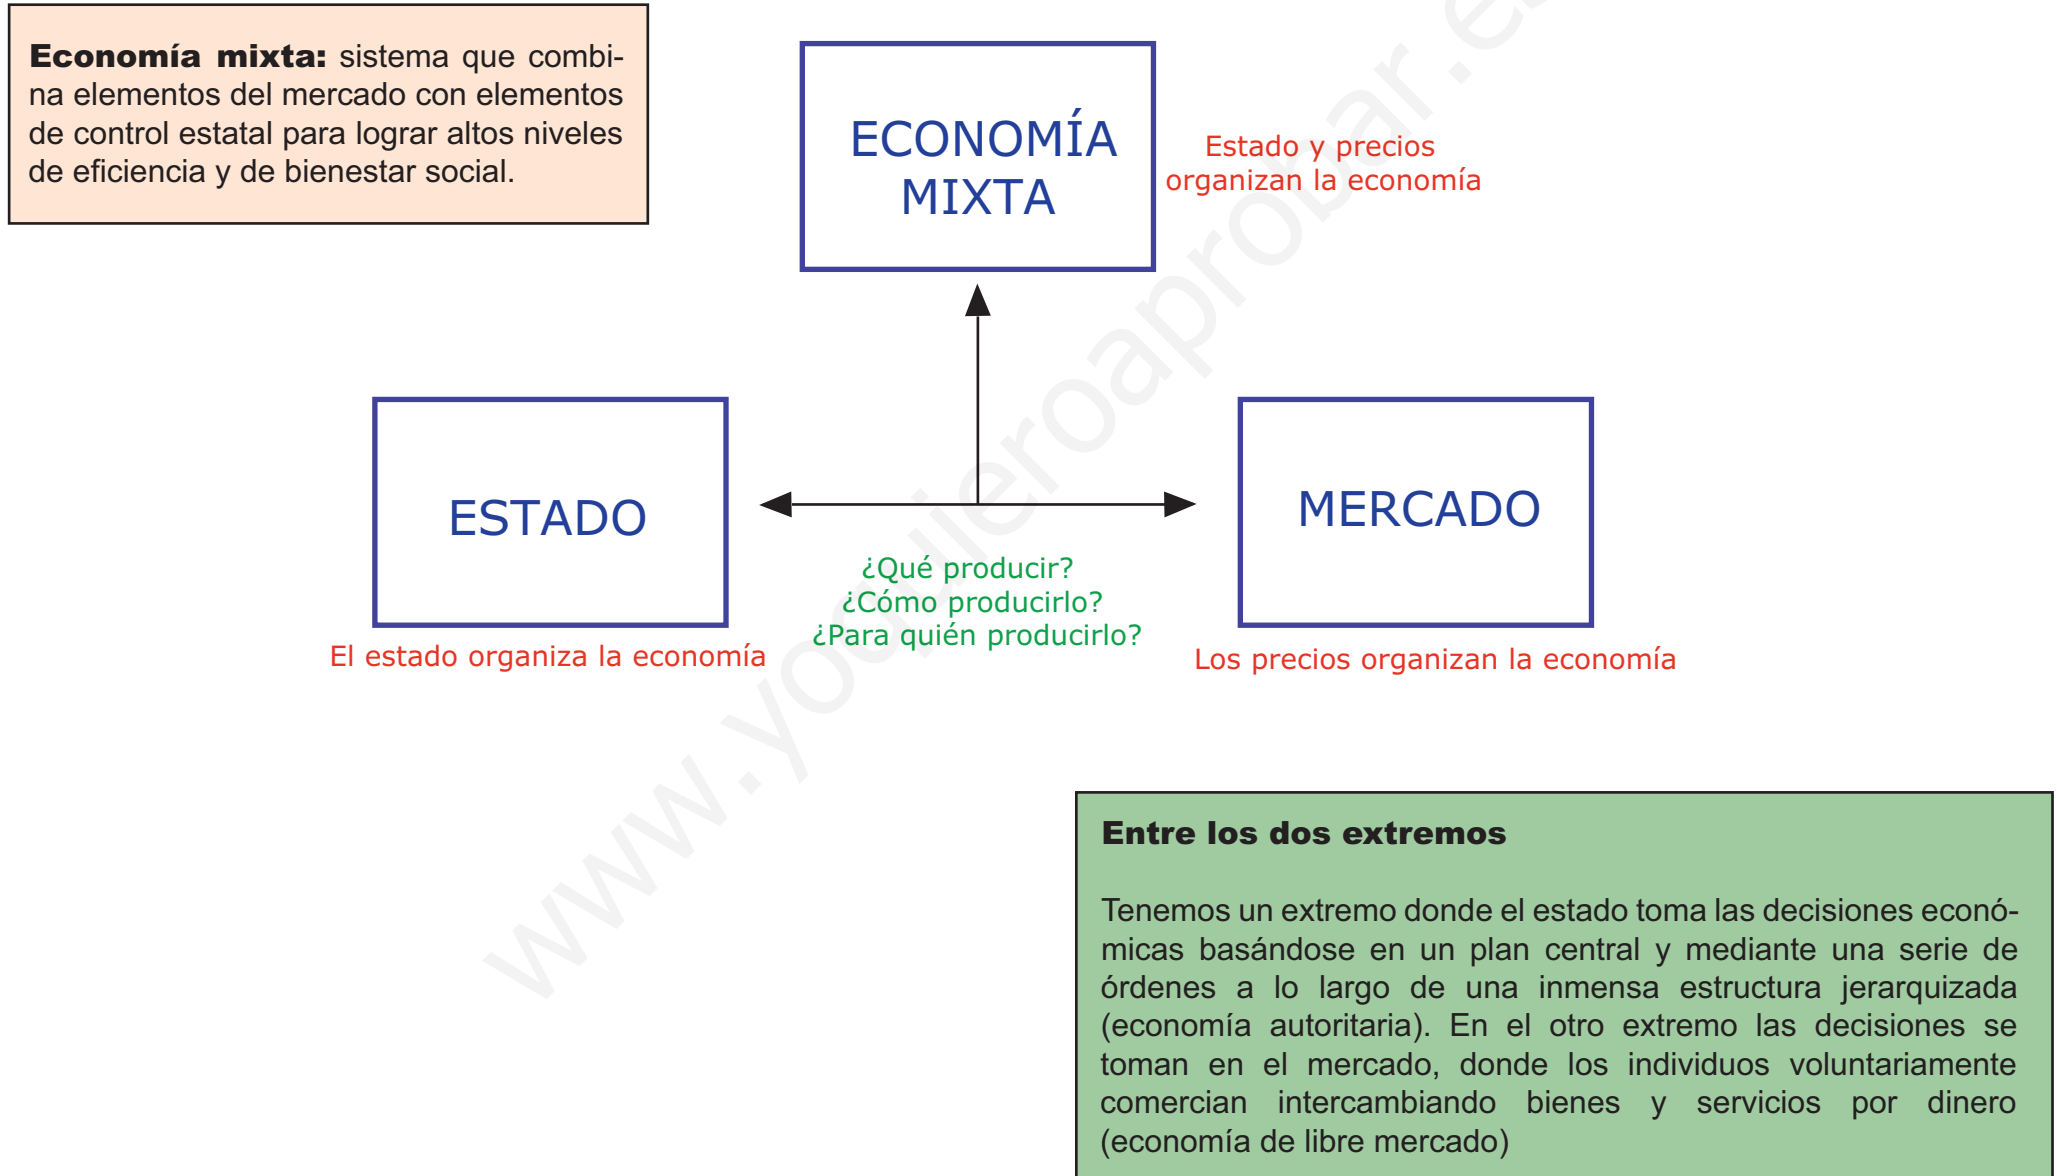 Economía mixta: sistema que combi-
na elementos del mercado con elementos
de control estatal para lograr altos niveles
de eficiencia y de bienestar social.
ECONOMÍA
MIXTA
Estado y precios
organizan la economía
ESTADO
MERCADO
¿Qué producir?
¿Cómo producirlo?
¿Para quién producirlo?
El estado organiza la economía
Los precios organizan la economía
Entre los dos extremos
Tenemos un extremo donde el estado toma las decisiones econó-
micas basándose en un plan central y mediante una serie de
órdenes a lo largo de una inmensa estructura jerarquizada
(economía autoritaria). En el otro extremo las decisiones se
toman en el mercado, donde los individuos voluntariamente
comercian intercambiando bienes y servicios por dinero
(economía de libre mercado)
www.yoquieroaprobar.es